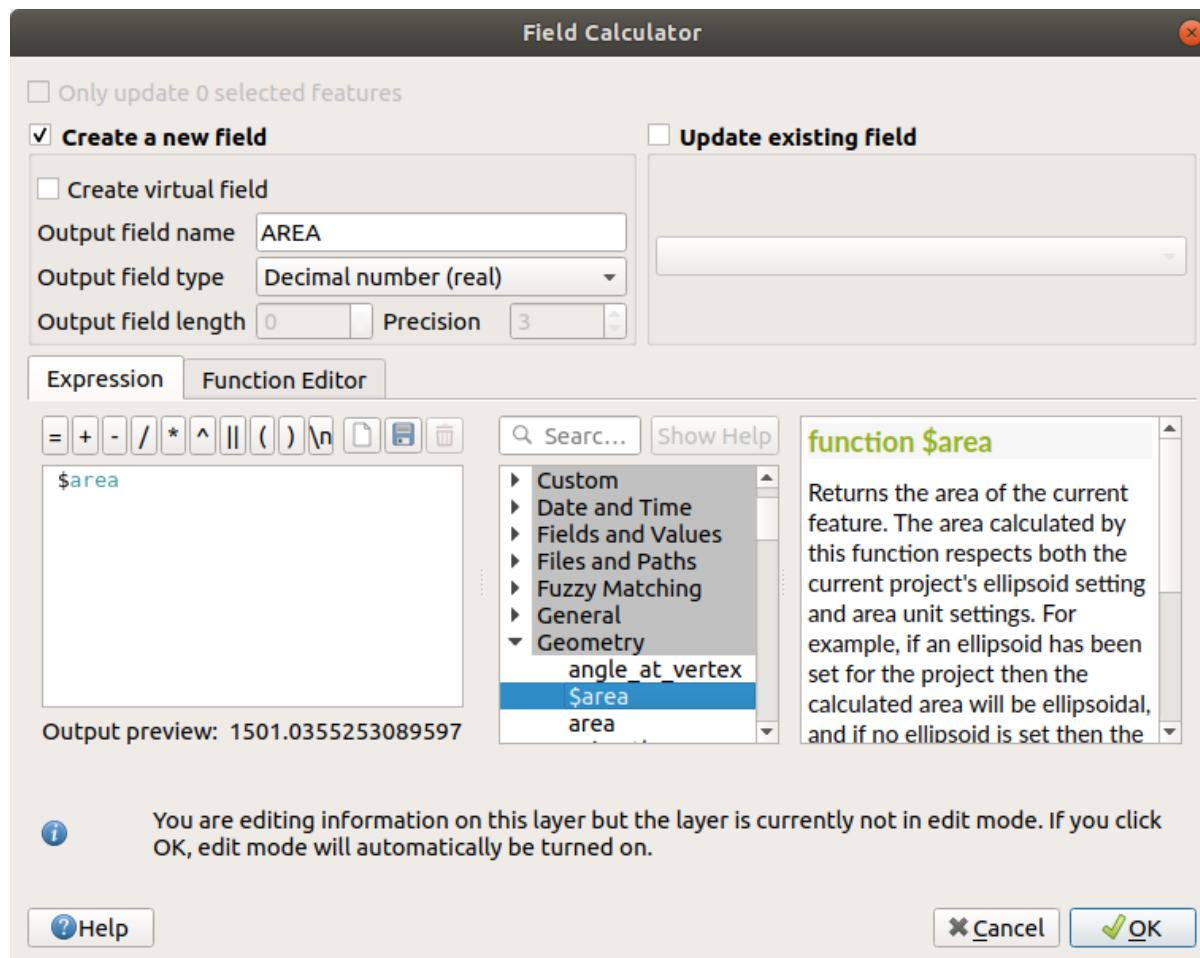 Field Calculator
Only update 0 selected features
Create a new field
Update existing field
Create virtual field
Output field name AREA
Output field type Decimal number (real)
Output field length 0 Precision 3
Expression Function Editor
= + - / * ^ || ( ) \n
Searc... Show Help
$area
Output preview: 1501.0355253089597
Custom
Date and Time
Fields and Values
Files and Paths
Fuzzy Matching
General
Geometry
angle_at_vertex
$area
area
function $area
Returns the area of the current
feature. The area calculated by
this function respects both the
current project's ellipsoid setting
and area unit settings. For
example, if an ellipsoid has been
set for the project then the
calculated area will be ellipsoidal,
and if no ellipsoid is set then the
You are editing information on this layer but the layer is currently not in edit mode. If you click
OK, edit mode will automatically be turned on.
Help
Cancel
OK